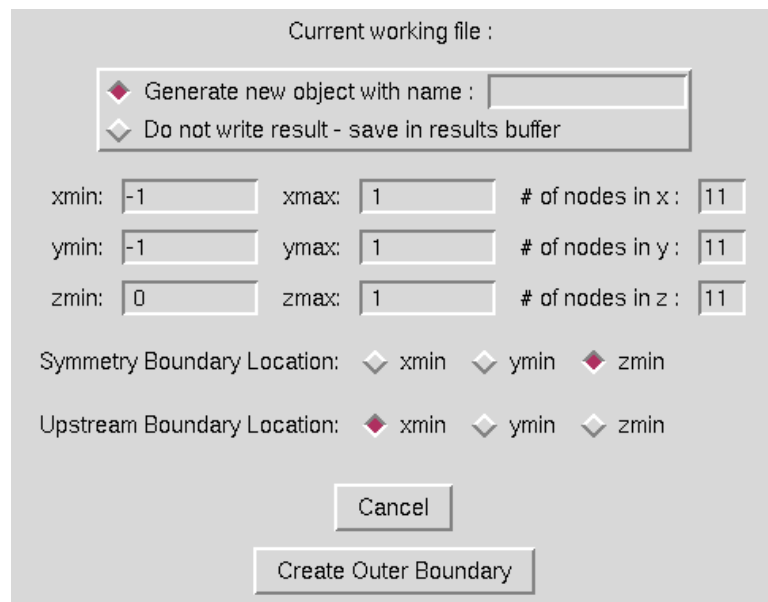 Current working file :
Generate new object with name :
Do not write result - save in results buffer
xmin: -1 xmax: 1 # of nodes in x : 11
ymin: -1 ymax: 1 # of nodes in y : 11
zmin: 0 zmax: 1 # of nodes in z : 11
Symmetry Boundary Location: xmin ymin zmin
Upstream Boundary Location: xmin ymin zmin
Cancel
Create Outer Boundary